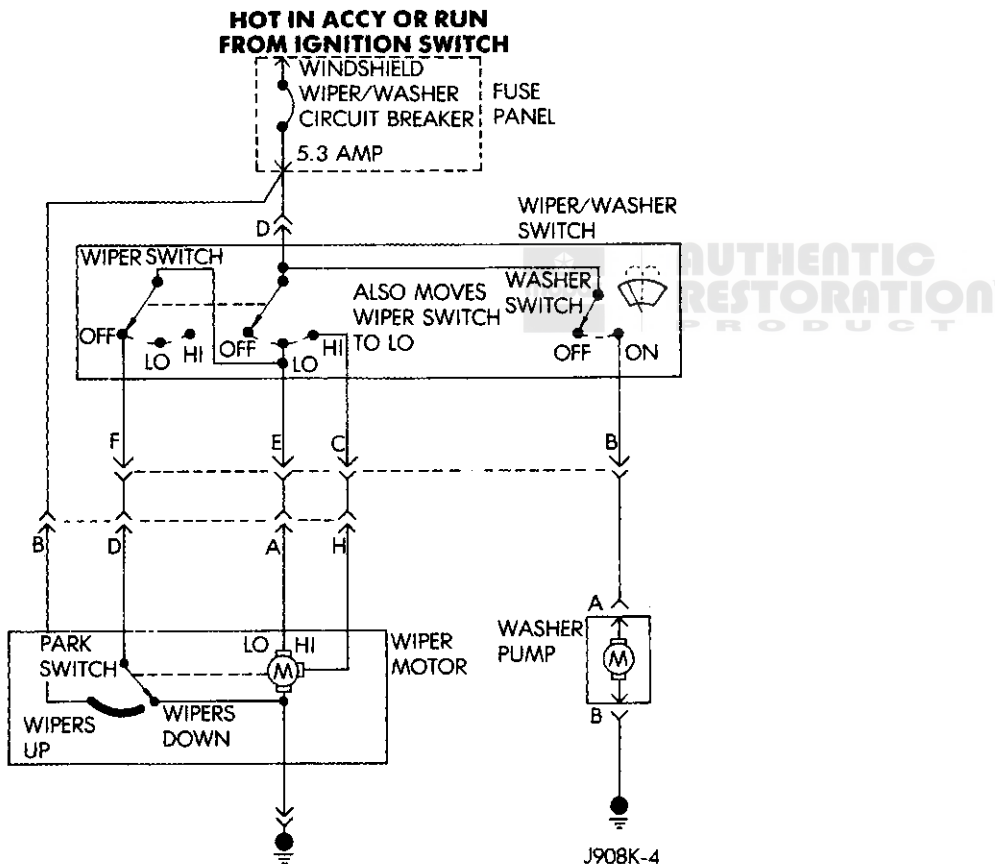 HOT IN ACCY OR RUN
FROM IGNITION SWITCH
WINDSHIELD
WIPER/WASHER
CIRCUIT BREAKER
5.3 AMP
FUSE
PANEL
D
WIPER/WASHER
SWITCH
WIPER SWITCH
ALSO MOVES
WIPER SWITCH
TO LO
WASHER
SWITCH
AUTHENTIC
RESTORATION
PRODUCT
OFF
LO
HI
OFF
LO
HI
OFF
ON
F
E
C
B
B
D
A
H
PARK
SWITCH
LO
HI
M
WIPER
MOTOR
WIPERS
UP
WIPERS
DOWN
A
WASHER
PUMP
M
B
J908K-4